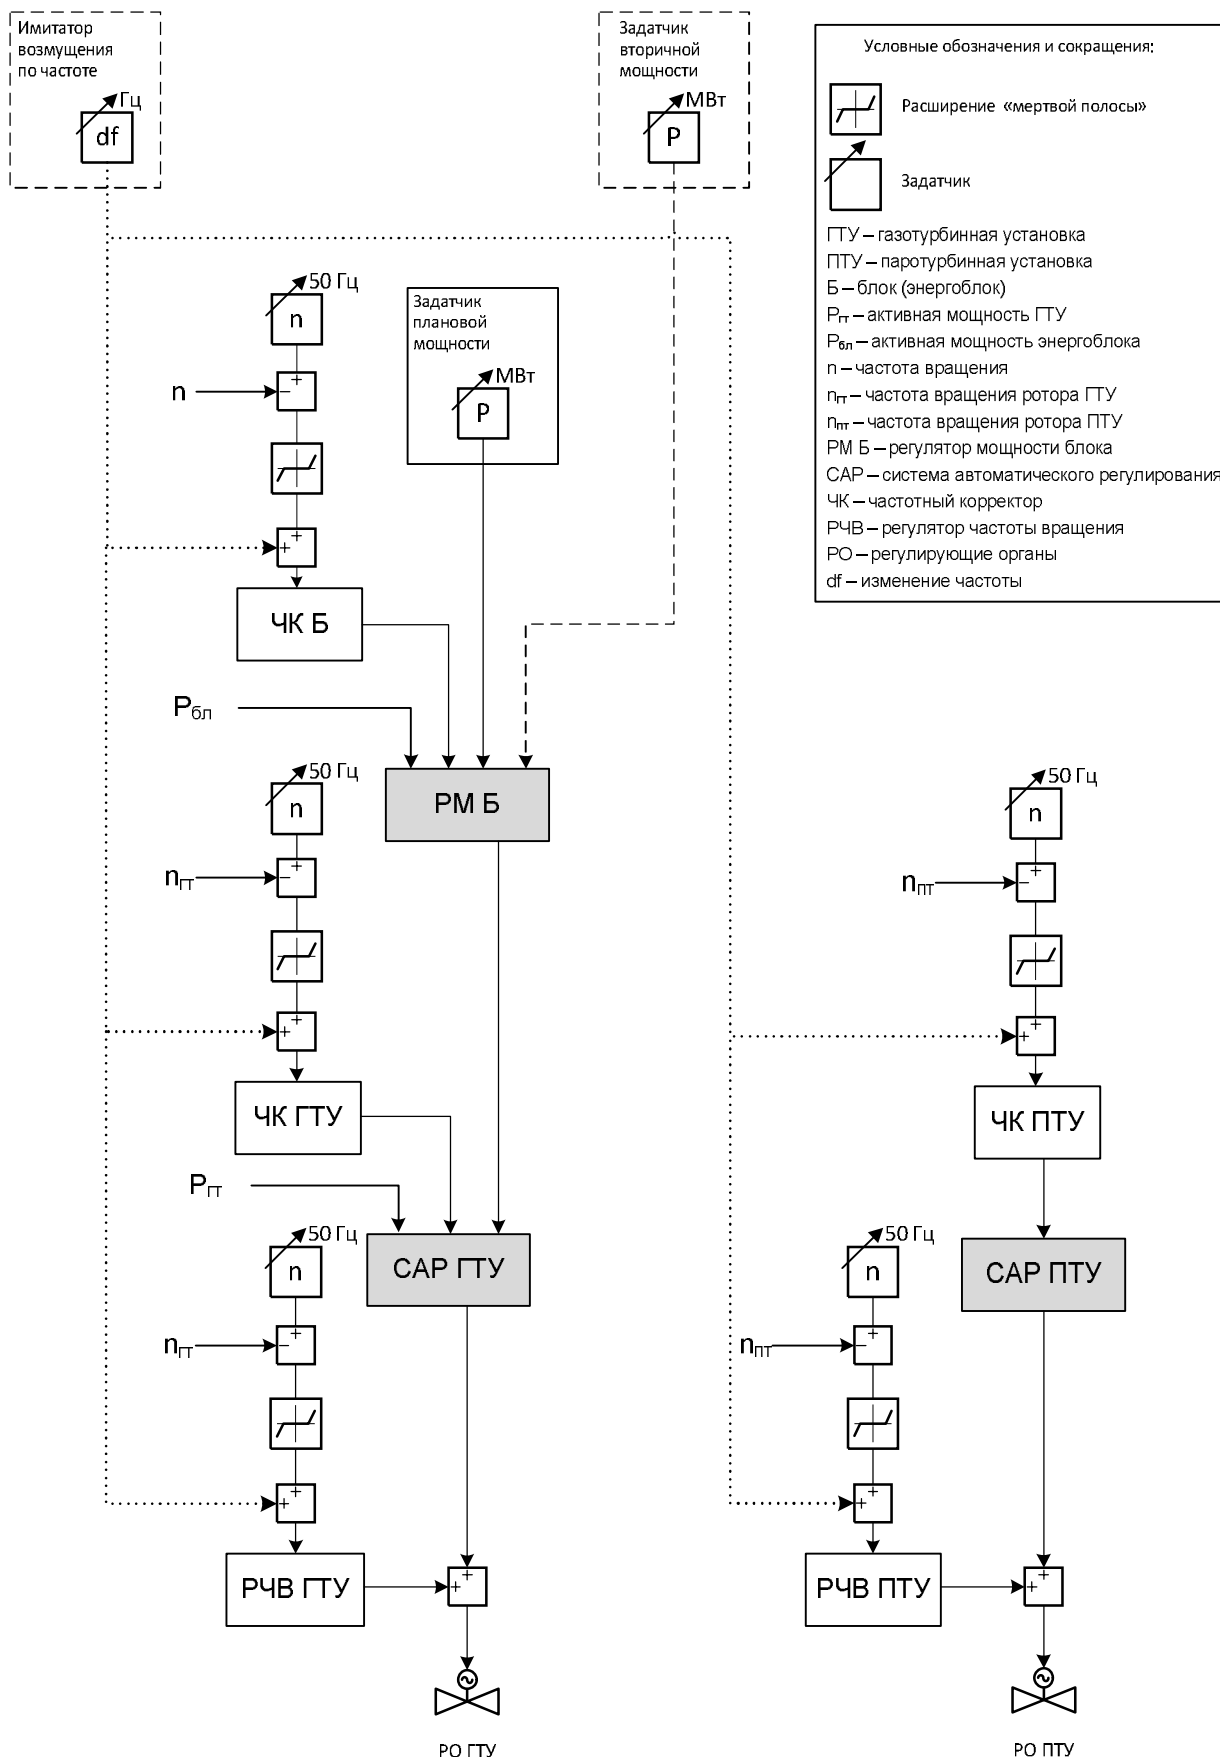 Имитатор
возмущения
по частоте
Гц
df
Задатчик
вторичной
мощности
МВт
P
Условные обозначения и сокращения:
Расширение «мертвой полосы»
Задатчик
ГТУ – газотурбинная установка
ПТУ – паротурбинная установка
Б – блок (энергоблок)
Pгт – активная мощность ГТУ
Pбл – активная мощность энергоблока
n – частота вращения
nгт – частота вращения ротора ГТУ
nпт – частота вращения ротора ПТУ
РМ Б – регулятор мощности блока
САР – система автоматического регулирования
ЧК – частотный корректор
РЧВ – регулятор частоты вращения
РО – регулирующие органы
df – изменение частоты
50 Гц
n
Задатчик
плановой
мощности
МВт
P
n
+
−
+
+
ЧК Б
Pбл
РМ Б
50 Гц
n
nгт
+
−
+
+
ЧК ГТУ
Pгт
САР ГТУ
50 Гц
n
nгт
+
−
+
+
РЧВ ГТУ
+
+
РО ГТУ
50 Гц
n
nпт
+
−
+
+
ЧК ПТУ
САР ПТУ
50 Гц
n
nпт
+
−
+
+
РЧВ ПТУ
+
+
РО ПТУ